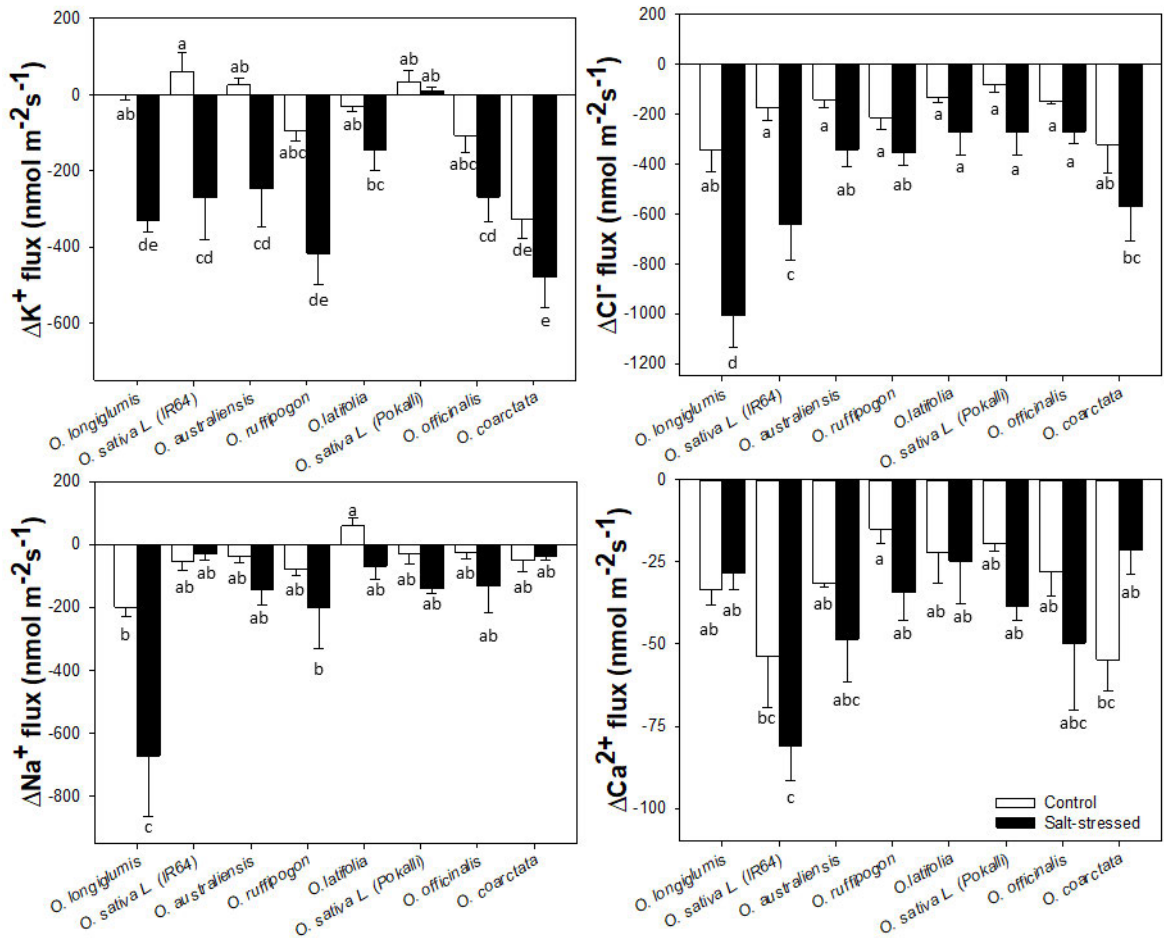 ΔK⁺ flux (nmol m⁻²s⁻¹)
200
0
-200
-400
-600
a
ab
ab
ab
ab
abc
ab
abc
bc
de
cd
cd
de
cd
de
e
O. longiglumis
O. sativa L. (IR64)
O. australiensis
O. ruffipogon
O.latifolia
O. sativa L. (Pokalli)
O. officinalis
O. coarctata
ΔCl⁻ flux (nmol m⁻²s⁻¹)
200
0
-200
-400
-600
-800
-1000
-1200
ab
d
a
c
a
ab
a
ab
a
a
a
a
a
a
ab
bc
O. longiglumis
O. sativa L. (IR64)
O. australiensis
O. ruffipogon
O.latifolia
O. sativa L. (Pokalli)
O. officinalis
O. coarctata
ΔNa⁺ flux (nmol m⁻²s⁻¹)
200
0
-200
-400
-600
-800
b
c
ab
ab
ab
ab
ab
b
a
ab
ab
ab
ab
ab
ab
ab
O. longiglumis
O. sativa L. (IR64)
O. australiensis
O. ruffipogon
O.latifolia
O. sativa L. (Pokalli)
O. officinalis
O. coarctata
ΔCa²⁺ flux (nmol m⁻²s⁻¹)
0
-25
-50
-75
-100
ab
ab
bc
c
ab
abc
a
ab
ab
ab
ab
ab
ab
abc
bc
ab
Control
Salt-stressed
O. longiglumis
O. sativa L. (IR64)
O. australiensis
O. ruffipogon
O.latifolia
O. sativa L. (Pokalli)
O. officinalis
O. coarctata